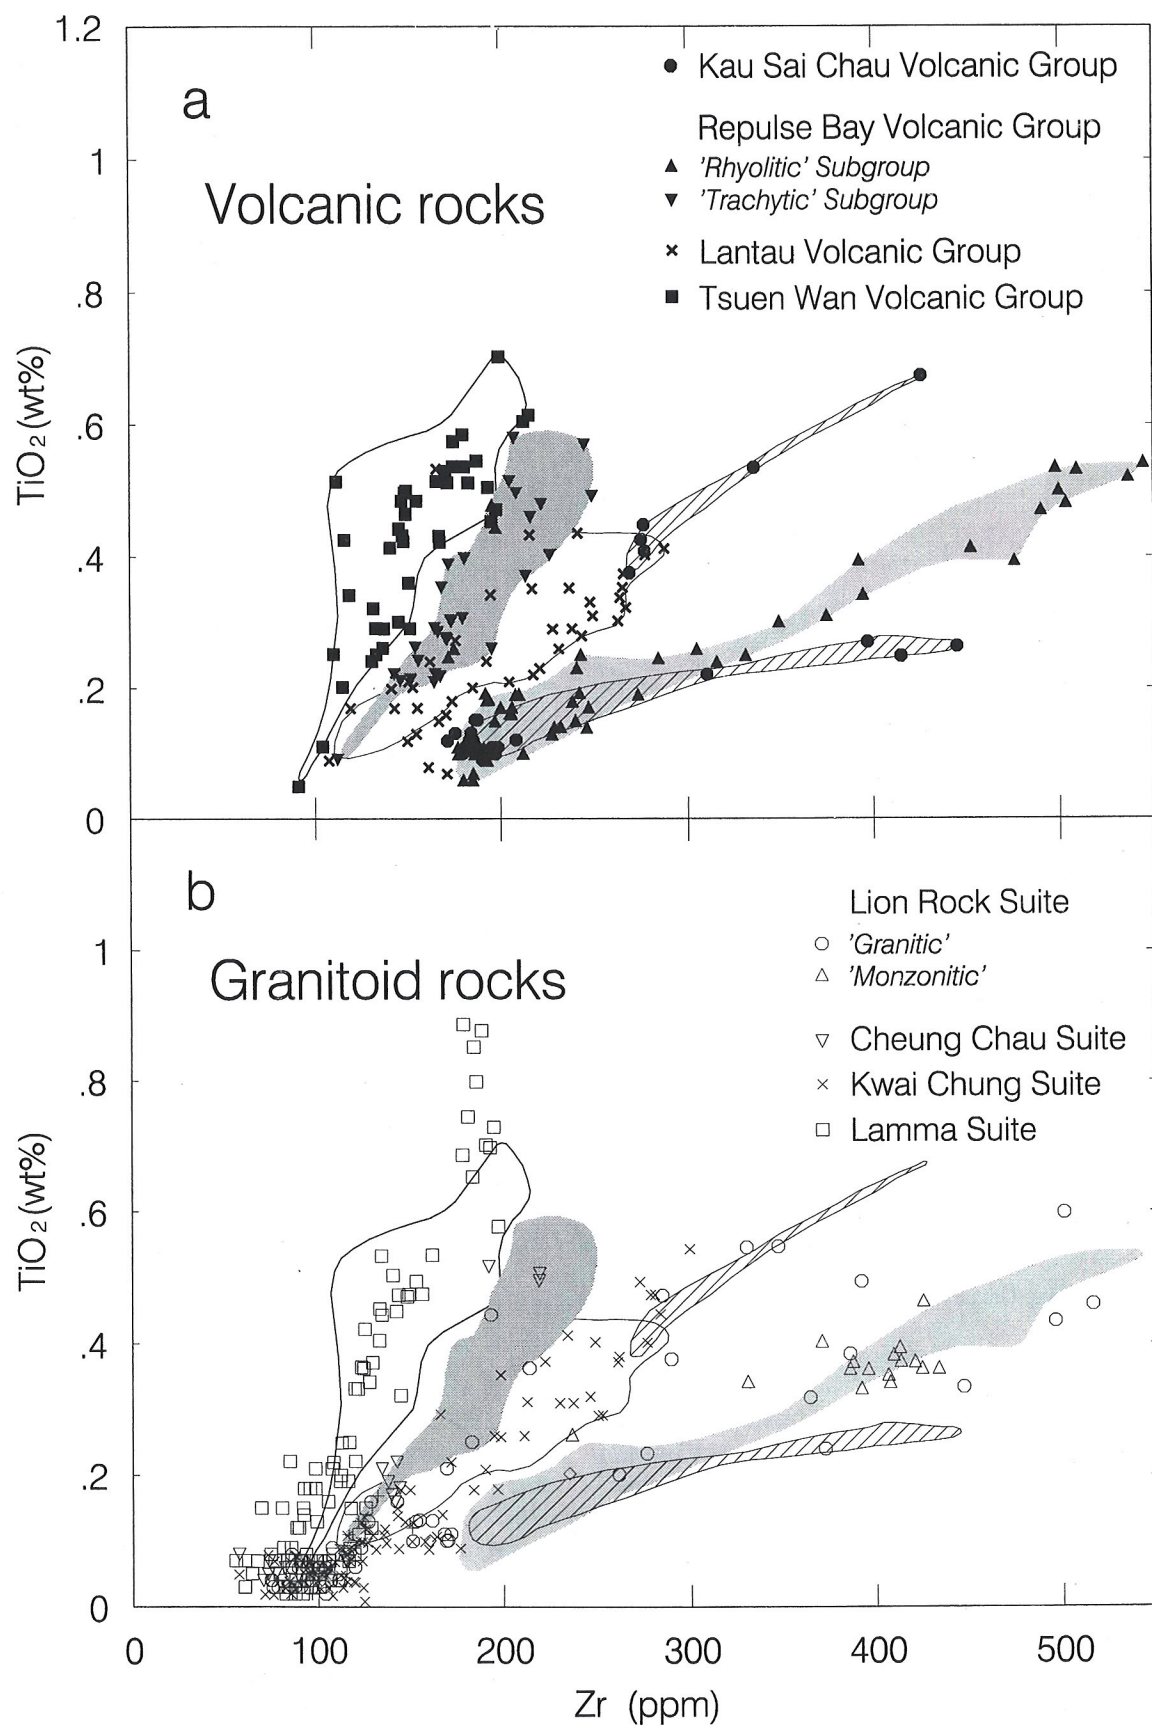 1.2
a
Kau Sai Chau Volcanic Group
Repulse Bay Volcanic Group
1
'Rhyolitic' Subgroup
Volcanic rocks
'Trachytic' Subgroup
Lantau Volcanic Group
.8
Tsuen Wan Volcanic Group
TiO2 (wt%)
.6
.4
.2
0
b
Lion Rock Suite
1
'Granitic'
Granitoid rocks
'Monzonitic'
Cheung Chau Suite
.8
Kwai Chung Suite
Lamma Suite
TiO2 (wt%)
.6
.4
.2
0
0 100 200 300 400 500
Zr (ppm)